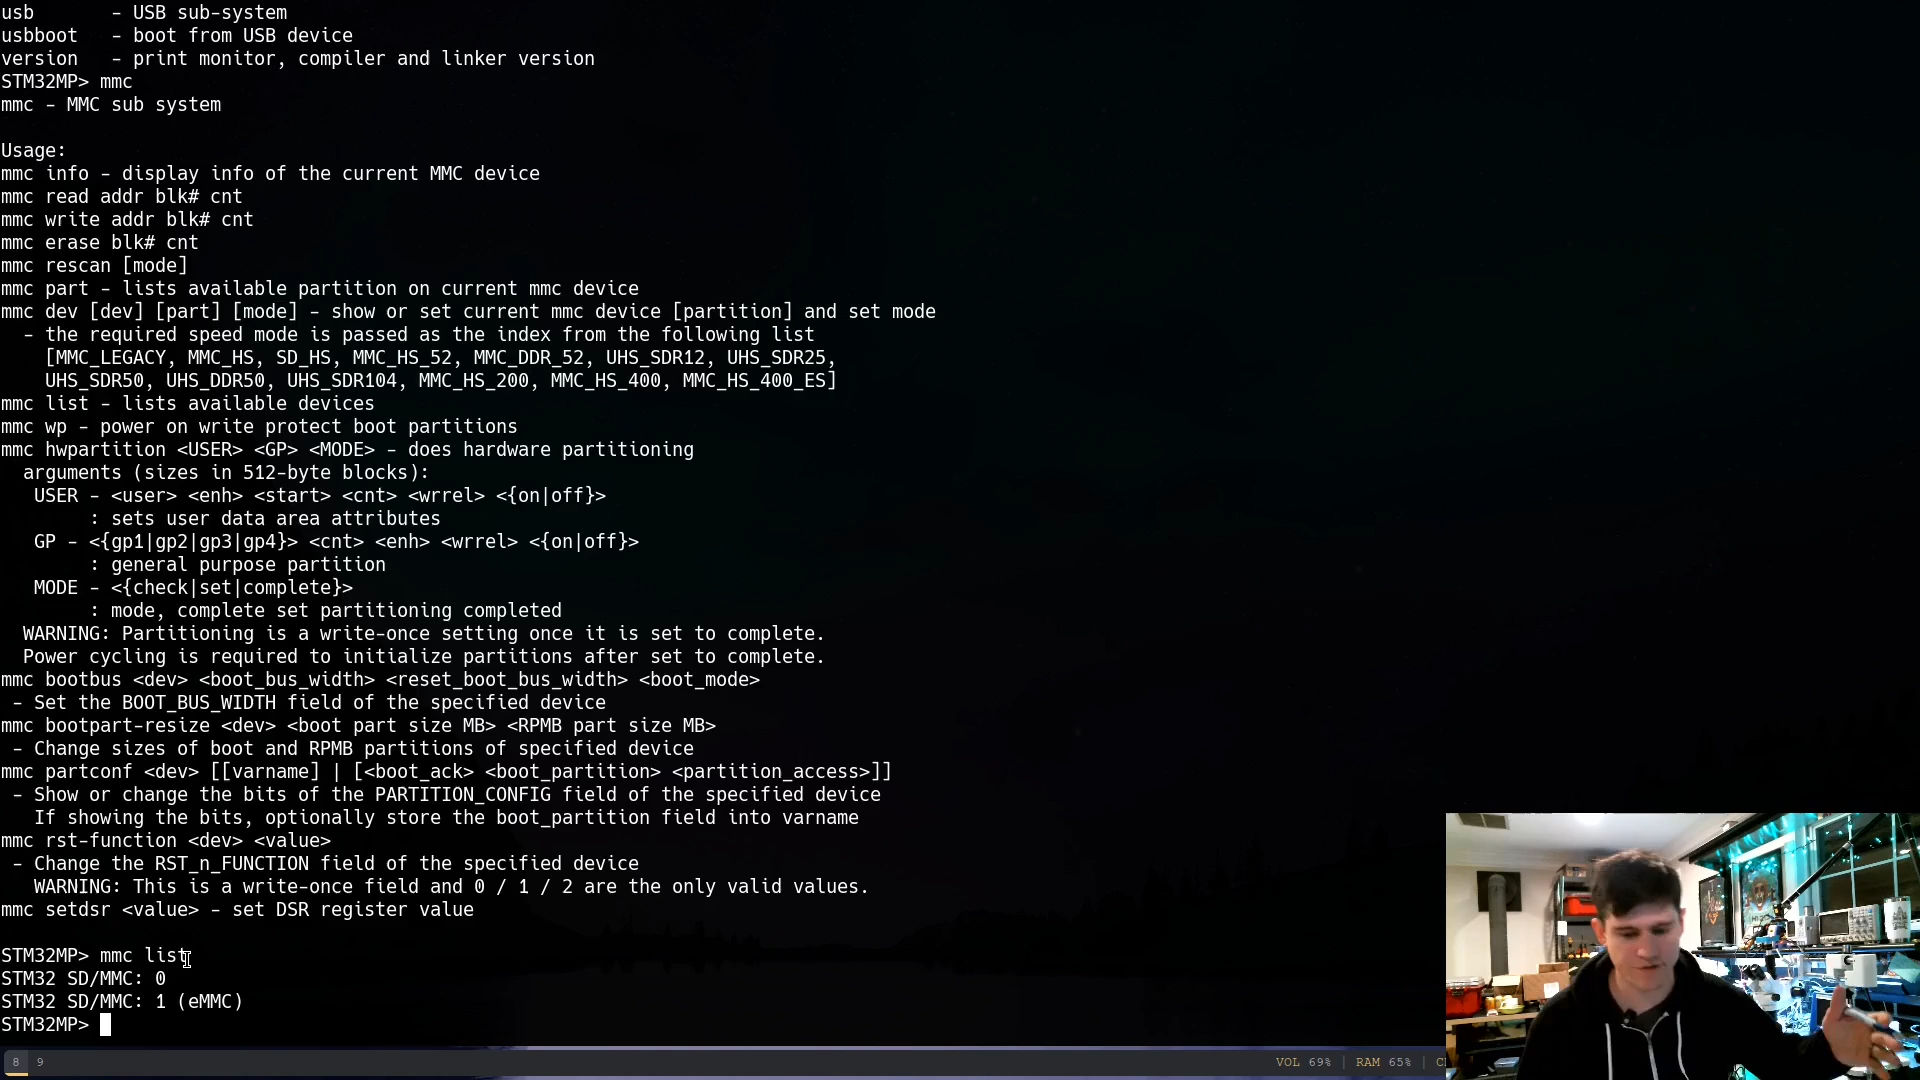 usb       - USB sub-system
usbboot   - boot from USB device
version   - print monitor, compiler and linker version
STM32MP> mmc
mmc - MMC sub system

Usage:
mmc info - display info of the current MMC device
mmc read addr blk# cnt
mmc write addr blk# cnt
mmc erase blk# cnt
mmc rescan [mode]
mmc part - lists available partition on current mmc device
mmc dev [dev] [part] [mode] - show or set current mmc device [partition] and set mode
  - the required speed mode is passed as the index from the following list
    [MMC_LEGACY, MMC_HS, SD_HS, MMC_HS_52, MMC_DDR_52, UHS_SDR12, UHS_SDR25,
    UHS_SDR50, UHS_DDR50, UHS_SDR104, MMC_HS_200, MMC_HS_400, MMC_HS_400_ES]
mmc list - lists available devices
mmc wp - power on write protect boot partitions
mmc hwpartition <USER> <GP> <MODE> - does hardware partitioning
  arguments (sizes in 512-byte blocks):
   USER - <user> <enh> <start> <cnt> <wrrel> <{on|off}>
        : sets user data area attributes
   GP - <{gp1|gp2|gp3|gp4}> <cnt> <enh> <wrrel> <{on|off}>
        : general purpose partition
   MODE - <{check|set|complete}>
        : mode, complete set partitioning completed
  WARNING: Partitioning is a write-once setting once it is set to complete.
  Power cycling is required to initialize partitions after set to complete.
mmc bootbus <dev> <boot_bus_width> <reset_boot_bus_width> <boot_mode>
 - Set the BOOT_BUS_WIDTH field of the specified device
mmc bootpart-resize <dev> <boot part size MB> <RPMB part size MB>
 - Change sizes of boot and RPMB partitions of specified device
mmc partconf <dev> [[varname] | [<boot_ack> <boot_partition> <partition_access>]]
 - Show or change the bits of the PARTITION_CONFIG field of the specified device
   If showing the bits, optionally store the boot_partition field into varname
mmc rst-function <dev> <value>
 - Change the RST_n_FUNCTION field of the specified device
   WARNING: This is a write-once field and 0 / 1 / 2 are the only valid values.
mmc setdsr <value> - set DSR register value

STM32MP> mmc list
STM32 SD/MMC: 0
STM32 SD/MMC: 1 (eMMC)
STM32MP>
8 9 VOL 69% | RAM 65% |